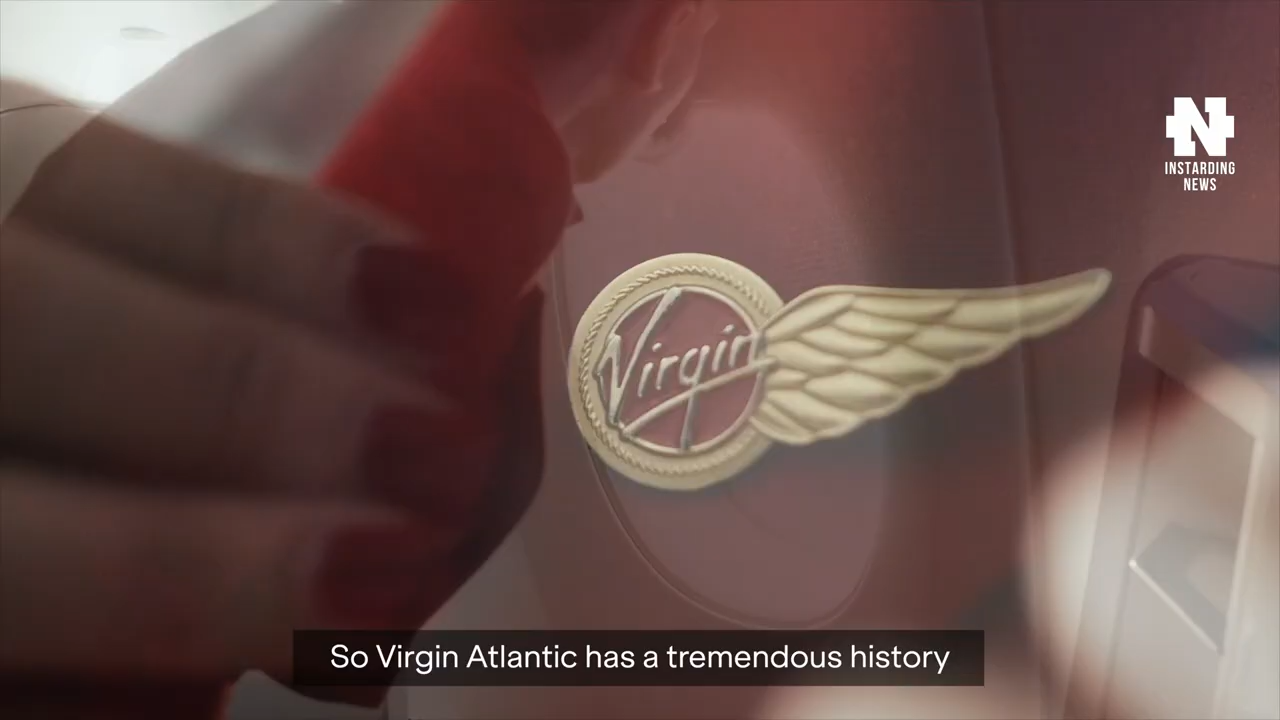 INSTARDING
NEWS
Virgin
So Virgin Atlantic has a tremendous history